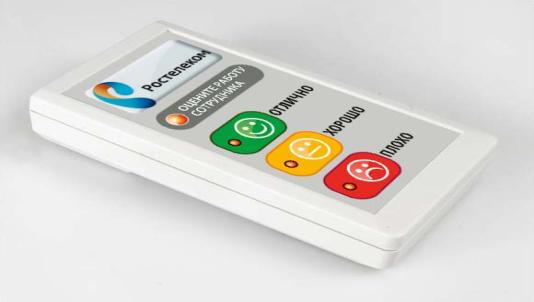 Ростелеком
ОЦЕНИТЕ РАБОТУ
СОТРУДНИКА
ОТЛИЧНО
ХОРОШО
ПЛОХО